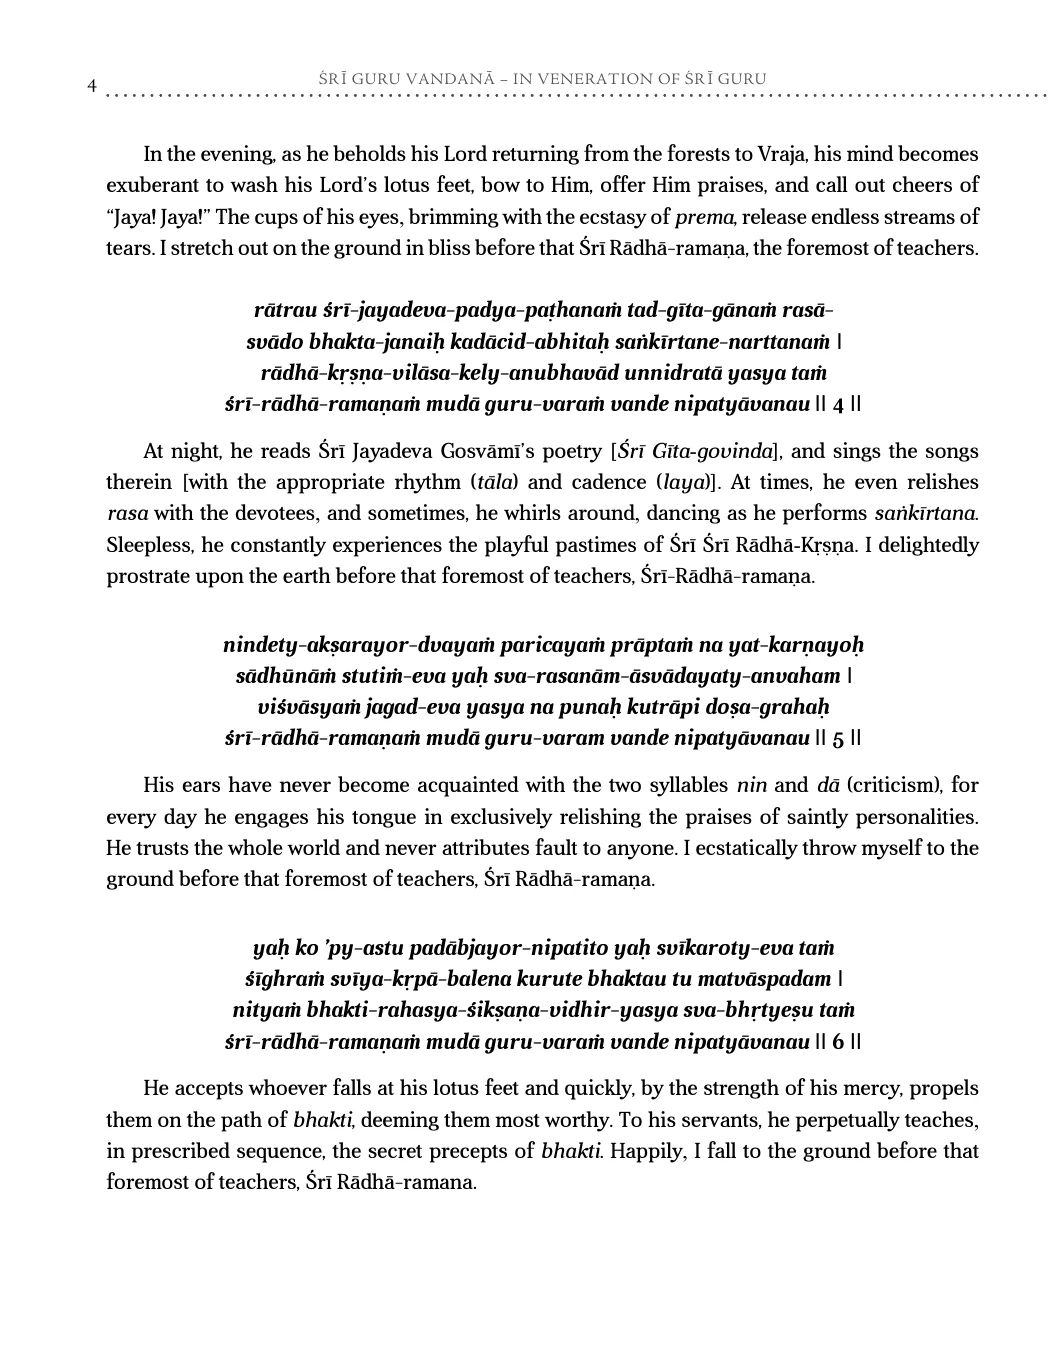 4
ŚRĪ GURU VANDANĀ – IN VENERATION OF ŚRĪ GURU
In the evening, as he beholds his Lord returning from the forests to Vraja, his mind becomes
exuberant to wash his Lord’s lotus feet, bow to Him, offer Him praises, and call out cheers of
“Jaya! Jaya!” The cups of his eyes, brimming with the ecstasy of prema, release endless streams of
tears. I stretch out on the ground in bliss before that Śrī Rādhā-ramaṇa, the foremost of teachers.
rātrau śrī-jayadeva-padya-paṭhanaṁ tad-gīta-gānaṁ rasā-
svādo bhakta-janaiḥ kadācid-abhitaḥ saṅkīrtane-narttanaṁ |
rādhā-kṛṣṇa-vilāsa-kely-anubhavād unnidratā yasya taṁ
śrī-rādhā-ramaṇaṁ mudā guru-varaṁ vande nipatyāvanau || 4 ||
At night, he reads Śrī Jayadeva Gosvāmī’s poetry [Śrī Gīta-govinda], and sings the songs
therein [with the appropriate rhythm (tāla) and cadence (laya)]. At times, he even relishes
rasa with the devotees, and sometimes, he whirls around, dancing as he performs saṅkīrtana.
Sleepless, he constantly experiences the playful pastimes of Śrī Śrī Rādhā-Kṛṣṇa. I delightedly
prostrate upon the earth before that foremost of teachers, Śrī-Rādhā-ramaṇa.
nindety-akṣarayor-dvayaṁ paricayaṁ prāptaṁ na yat-karṇayoḥ
sādhūnāṁ stutiṁ-eva yaḥ sva-rasanām-āsvādayaty-anvaham |
viśvāsyaṁ jagad-eva yasya na punaḥ kutrāpi doṣa-grahaḥ
śrī-rādhā-ramaṇaṁ mudā guru-varam vande nipatyāvanau || 5 ||
His ears have never become acquainted with the two syllables nin and dā (criticism), for
every day he engages his tongue in exclusively relishing the praises of saintly personalities.
He trusts the whole world and never attributes fault to anyone. I ecstatically throw myself to the
ground before that foremost of teachers, Śrī Rādhā-ramaṇa.
yaḥ ko ’py-astu padābjayor-nipatito yaḥ svīkaroty-eva taṁ
śīghraṁ svīya-kṛpā-balena kurute bhaktau tu matvāspadam |
nityaṁ bhakti-rahasya-śikṣaṇa-vidhir-yasya sva-bhṛtyeṣu taṁ
śrī-rādhā-ramaṇaṁ mudā guru-varaṁ vande nipatyāvanau || 6 ||
He accepts whoever falls at his lotus feet and quickly, by the strength of his mercy, propels
them on the path of bhakti, deeming them most worthy. To his servants, he perpetually teaches,
in prescribed sequence, the secret precepts of bhakti. Happily, I fall to the ground before that
foremost of teachers, Śrī Rādhā-ramana.